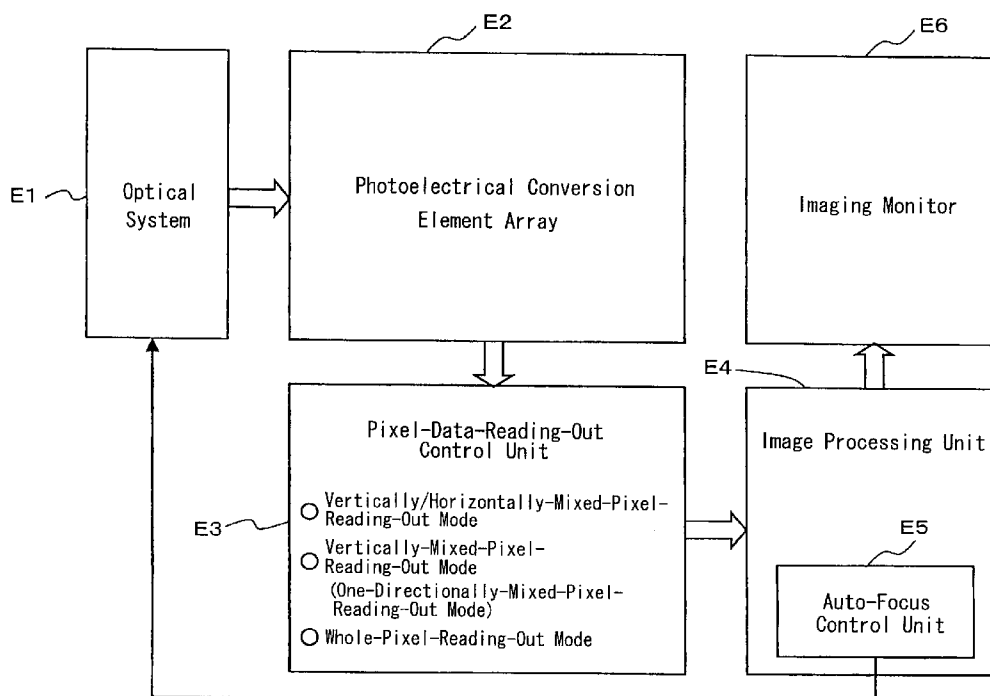 E2
E6
E1
Optical
System
Photoelectrical Conversion
Element Array
Imaging Monitor
E4
Pixel-Data-Reading-Out
Control Unit
Image Processing Unit
E3
Vertically/Horizontally-Mixed-Pixel-
Reading-Out Mode
Vertically-Mixed-Pixel-
Reading-Out Mode
(One-Directionally-Mixed-Pixel-
Reading-Out Mode)
Whole-Pixel-Reading-Out Mode
E5
Auto-Focus
Control Unit